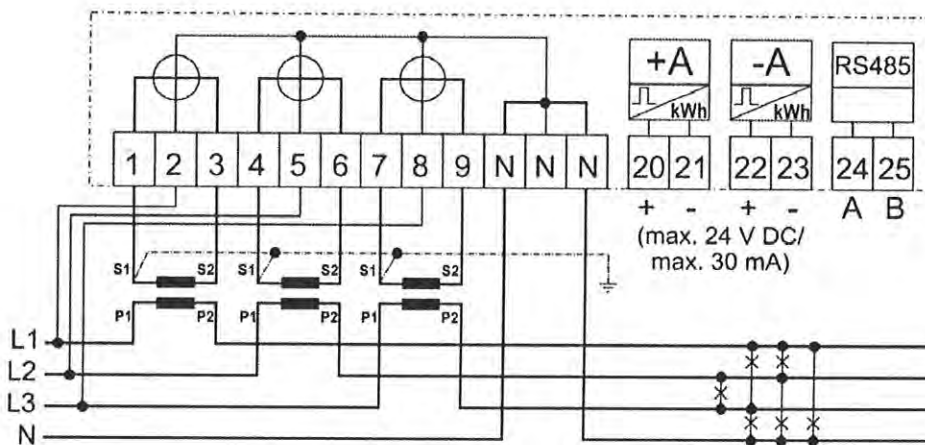 +A -A RS485
kWh kWh
1 2 3 4 5 6 7 8 9 N N N 20 21 22 23 24 25
+ - + - A B
(max. 24 V DC/
max. 30 mA)
S1 S2 S1 S2 S1 S2
P1 P2 P1 P2 P1 P2
L1
L2
L3
N